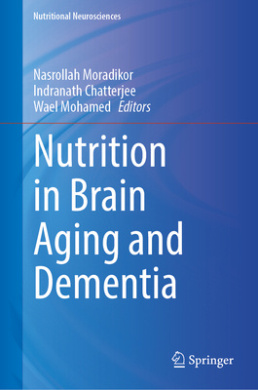 Nutritional Neurosciences
Nasrollah Moradikor
Indranath Chatterjee
Wael Mohamed Editors
Nutrition
in Brain
Aging and
Dementia
Springer